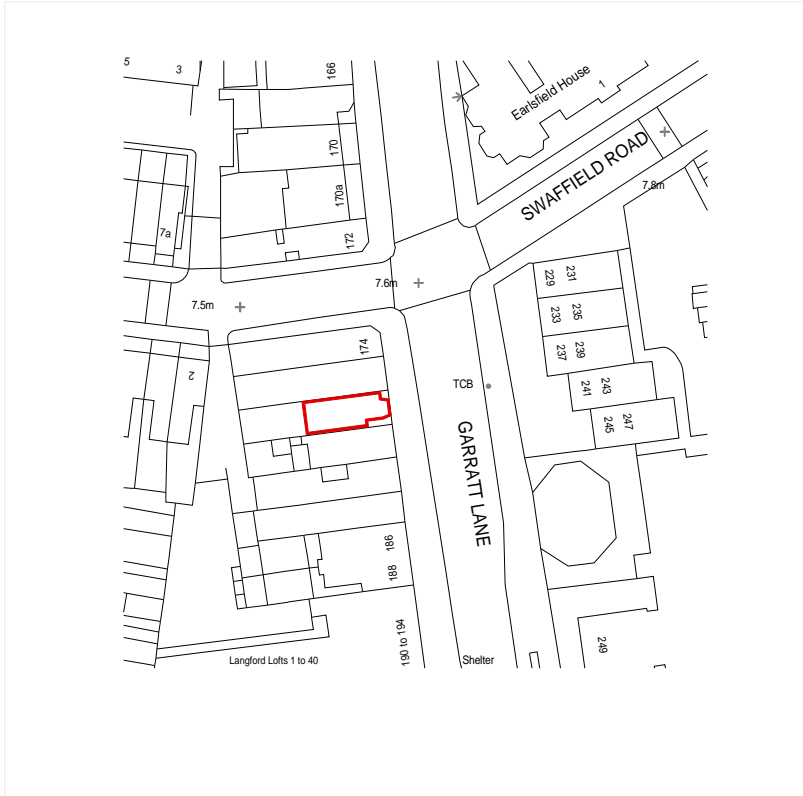 5
3
166
Earlsfield House
1
170
SWAFFIELD ROAD
170a
7.8m
7a
172
7.6m
7.5m
229
231
233
235
237
239
174
2
TCB
241
243
245
247
GARRATT LANE
186
188
190 to 194
249
Langford Lofts 1 to 40
Shelter